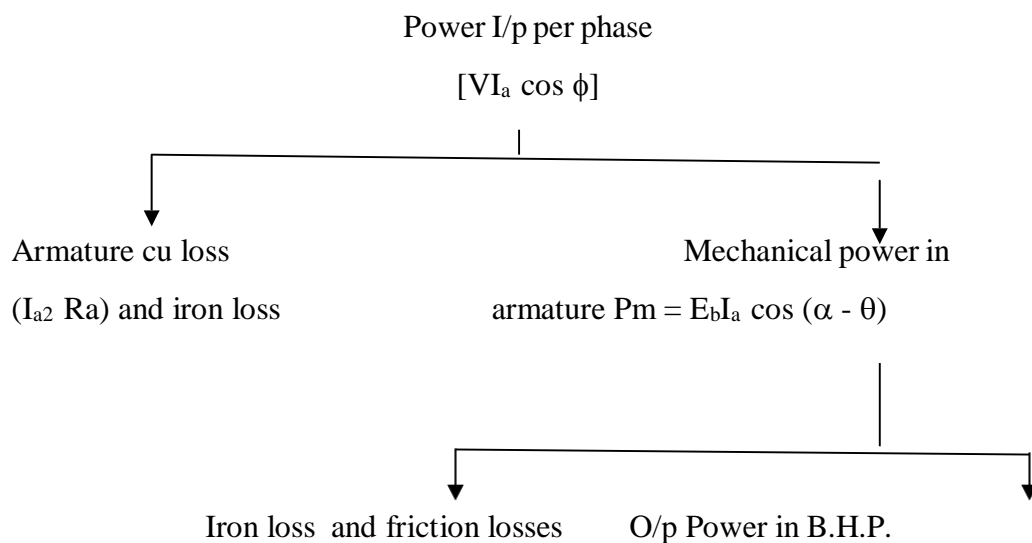 Power I/p per phase
[VIₐ cos ϕ]
Armature cu loss
Mechanical power in
(Iₐ₂ Ra) and iron loss
armature Pm = E_bIₐ cos (α - θ)
Iron loss and friction losses
O/p Power in B.H.P.